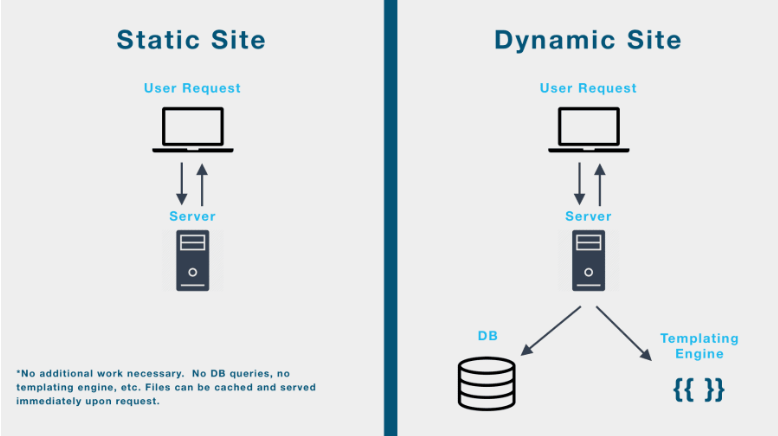 Static Site
User Request
Server
*No additional work necessary.  No DB queries, no
templating engine, etc. Files can be cached and served
immediately upon request.
Dynamic Site
User Request
Server
DB
Templating
Engine
{{ }}